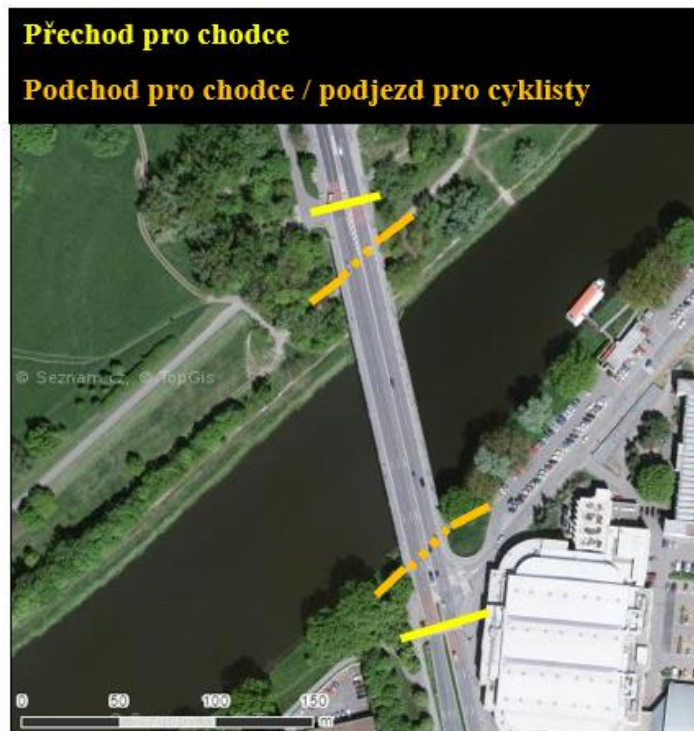 Přechod pro chodce
Podchod pro chodce / podjezd pro cyklisty
© Seznam.cz, © TopGis
0 50 100 150
m